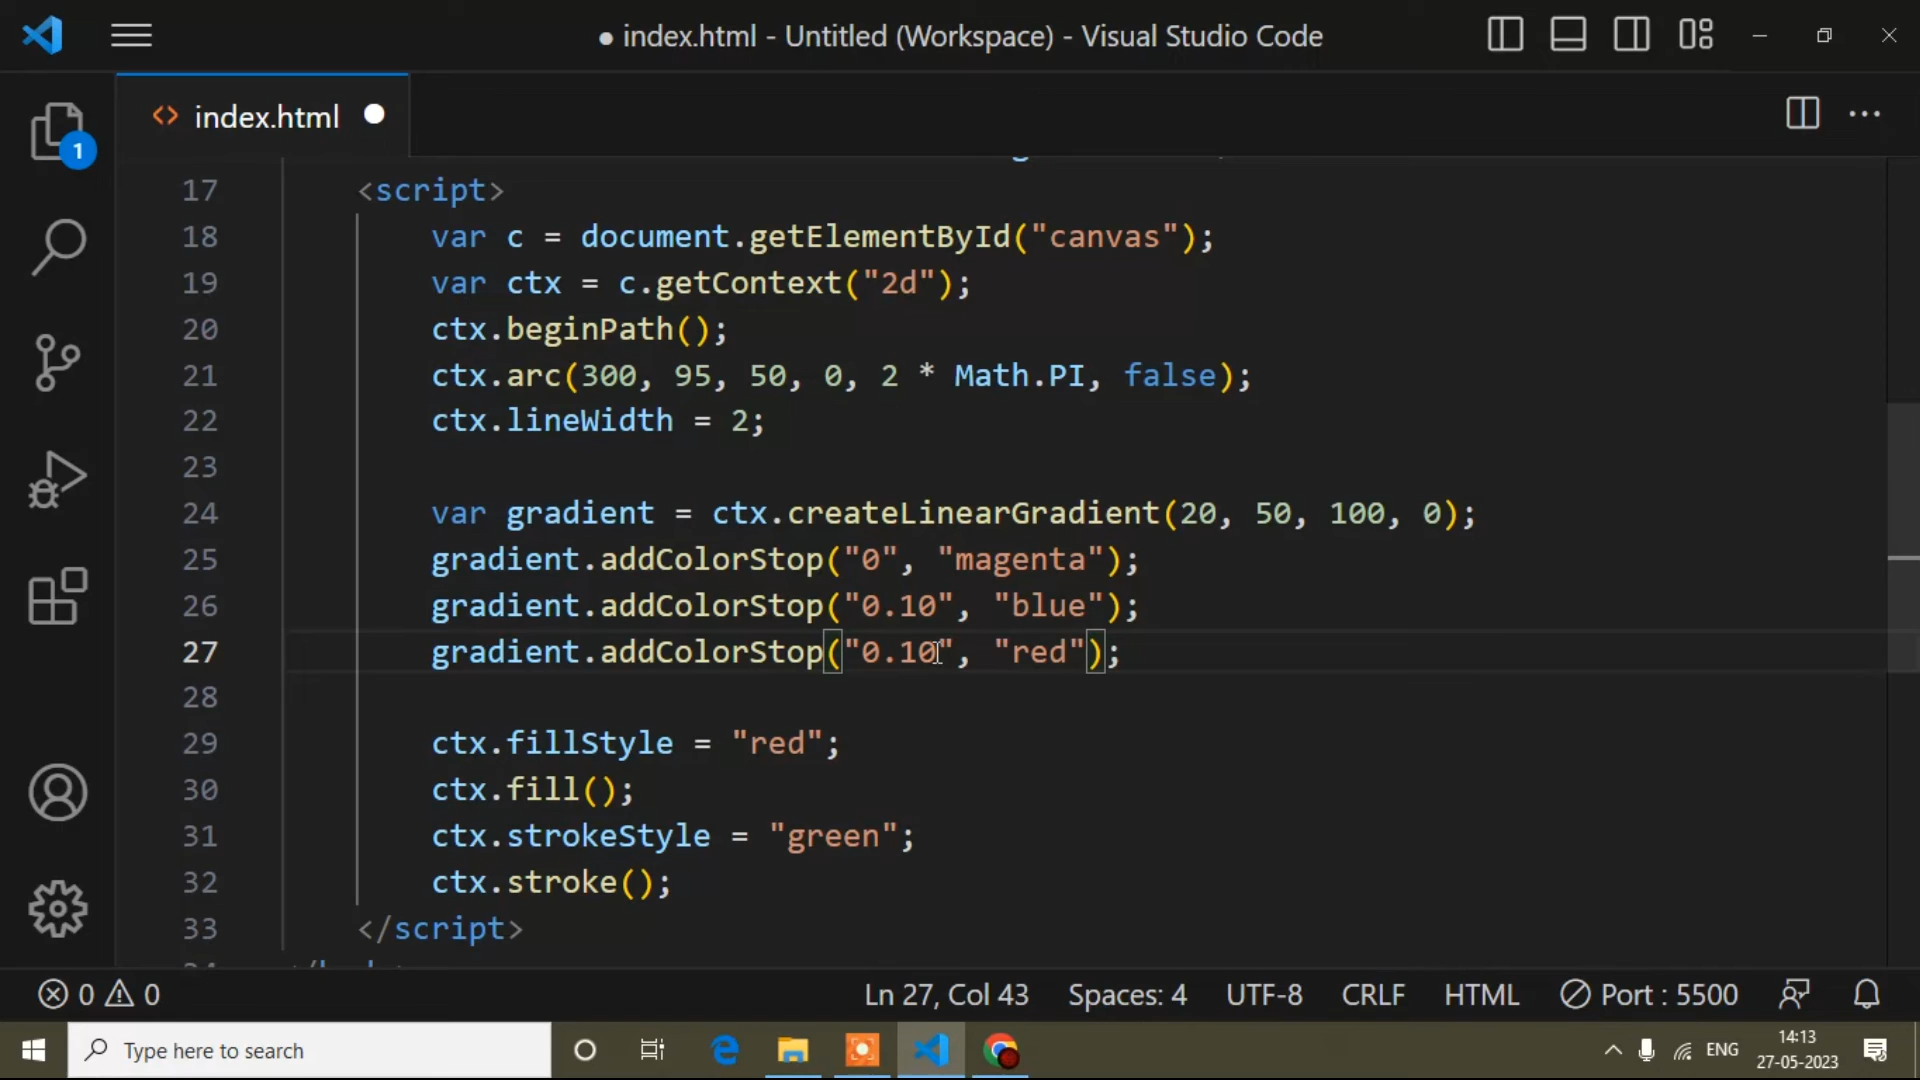 ● index.html - Untitled (Workspace) - Visual Studio Code
1
<> index.html ●
17 <script>
18 var c = document.getElementById("canvas");
19 var ctx = c.getContext("2d");
20 ctx.beginPath();
21 ctx.arc(300, 95, 50, 0, 2 * Math.PI, false);
22 ctx.lineWidth = 2;
23
24 var gradient = ctx.createLinearGradient(20, 50, 100, 0);
25 gradient.addColorStop("0", "magenta");
26 gradient.addColorStop("0.10", "blue");
27 gradient.addColorStop("0.10", "red");
28
29 ctx.fillStyle = "red";
30 ctx.fill();
31 ctx.strokeStyle = "green";
32 ctx.stroke();
33 </script>
0 0 Ln 27, Col 43 Spaces: 4 UTF-8 CRLF HTML Port : 5500
Type here to search ENG 14:13
27-05-2023